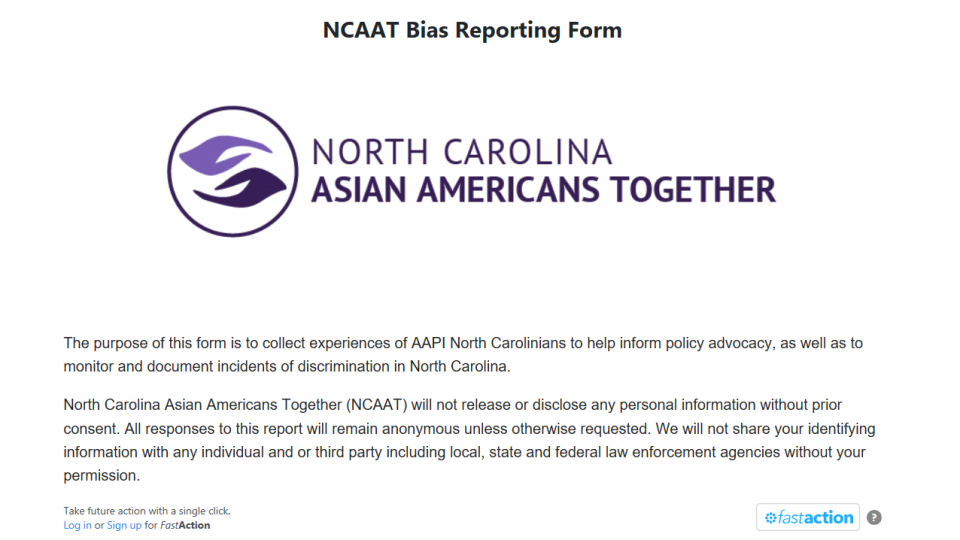 NCAAT Bias Reporting Form
NORTH CAROLINA
ASIAN AMERICANS TOGETHER
The purpose of this form is to collect experiences of AAPI North Carolinians to help inform policy advocacy, as well as to
monitor and document incidents of discrimination in North Carolina.
North Carolina Asian Americans Together (NCAAT) will not release or disclose any personal information without prior
consent. All responses to this report will remain anonymous unless otherwise requested. We will not share your identifying
information with any individual and or third party including local, state and federal law enforcement agencies without your
permission.
Take future action with a single click.
Log in or Sign up for FastAction
fastaction ?